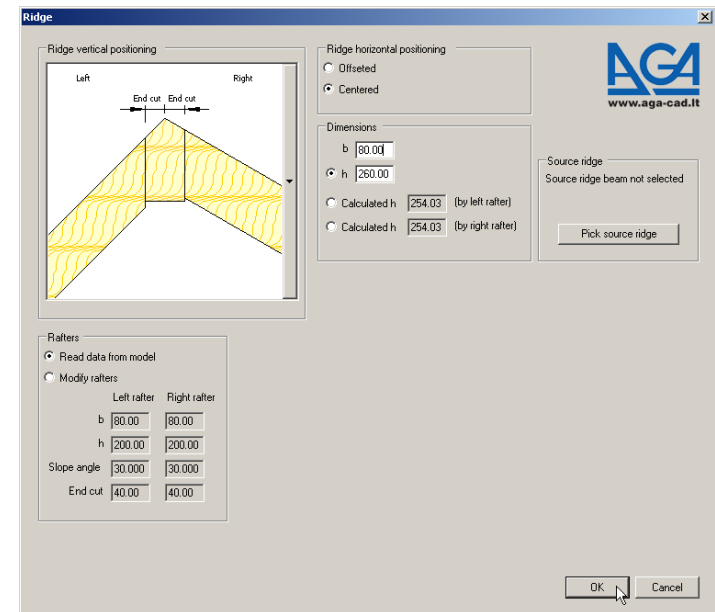 Ridge
Ridge vertical positioning
Left
Right
End cut End cut
Ridge horizontal positioning
Offseted
Centered
Dimensions
b 80.00
h 260.00
Calculated h 254.03 (by left rafter)
Calculated h 254.03 (by right rafter)
AGA
www.aga-cad.lt
Source ridge
Source ridge beam not selected
Pick source ridge
Rafters
Read data from model
Modify rafters
Left rafter Right rafter
b 80.00 80.00
h 200.00 200.00
Slope angle 30.000 30.000
End cut 40.00 40.00
OK Cancel